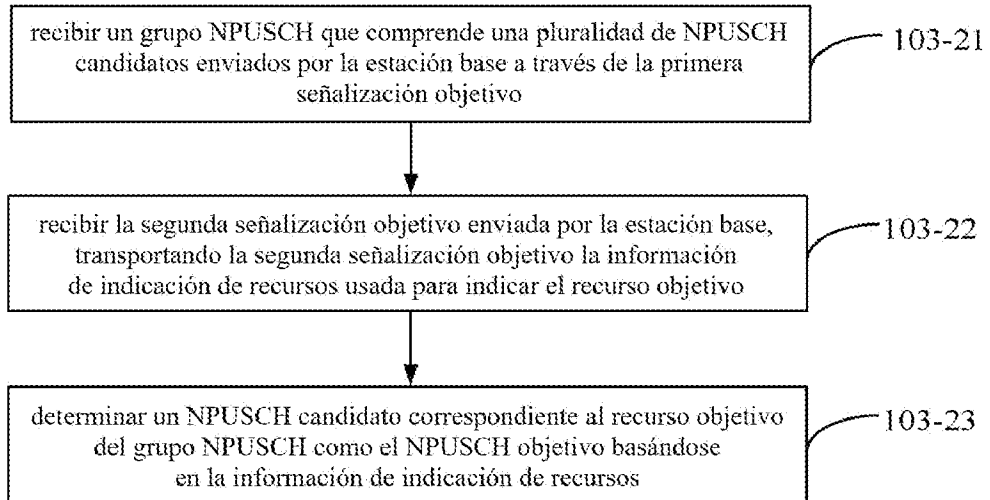 recibir un grupo NPUSCH que comprende una pluralidad de NPUSCH
candidatos enviados por la estación base a través de la primera
señalización objetivo
103-21
recibir la segunda señalización objetivo enviada por la estación base,
transportando la segunda señalización objetivo la información
de indicación de recursos usada para indicar el recurso objetivo
103-22
determinar un NPUSCH candidato correspondiente al recurso objetivo
del grupo NPUSCH como el NPUSCH objetivo basándose
en la información de indicación de recursos
103-23